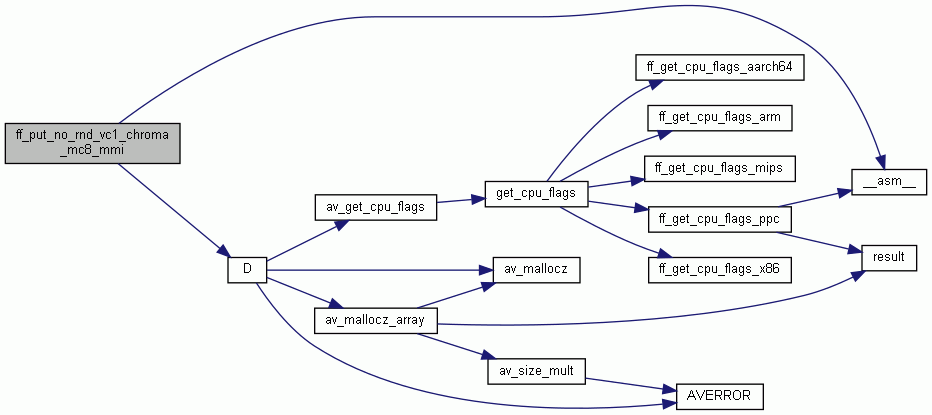 ff_put_no_rnd_vc1_chroma
_mc8_mmi
D
av_get_cpu_flags
av_mallocz_array
get_cpu_flags
av_mallocz
av_size_mult
ff_get_cpu_flags_aarch64
ff_get_cpu_flags_arm
ff_get_cpu_flags_mips
ff_get_cpu_flags_ppc
ff_get_cpu_flags_x86
AVERROR
__asm__
result